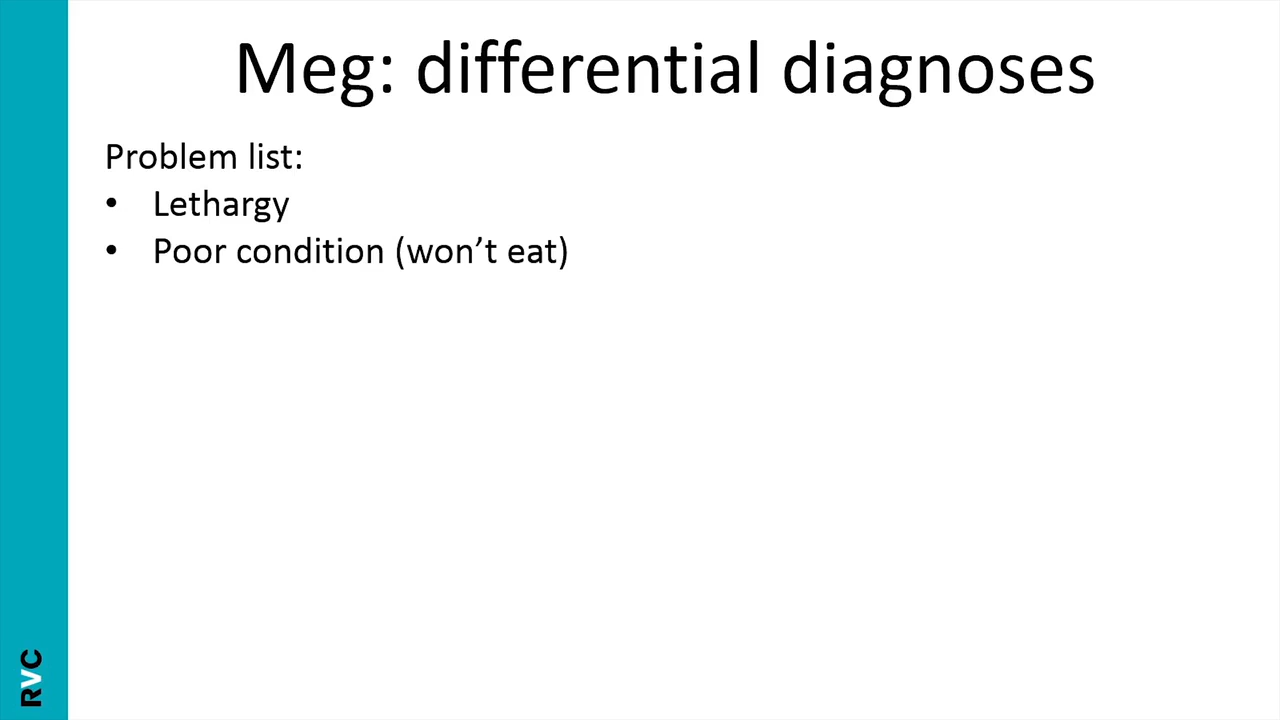 Meg: differential diagnoses
Problem list:
• Lethargy
• Poor condition (won’t eat)
RVC